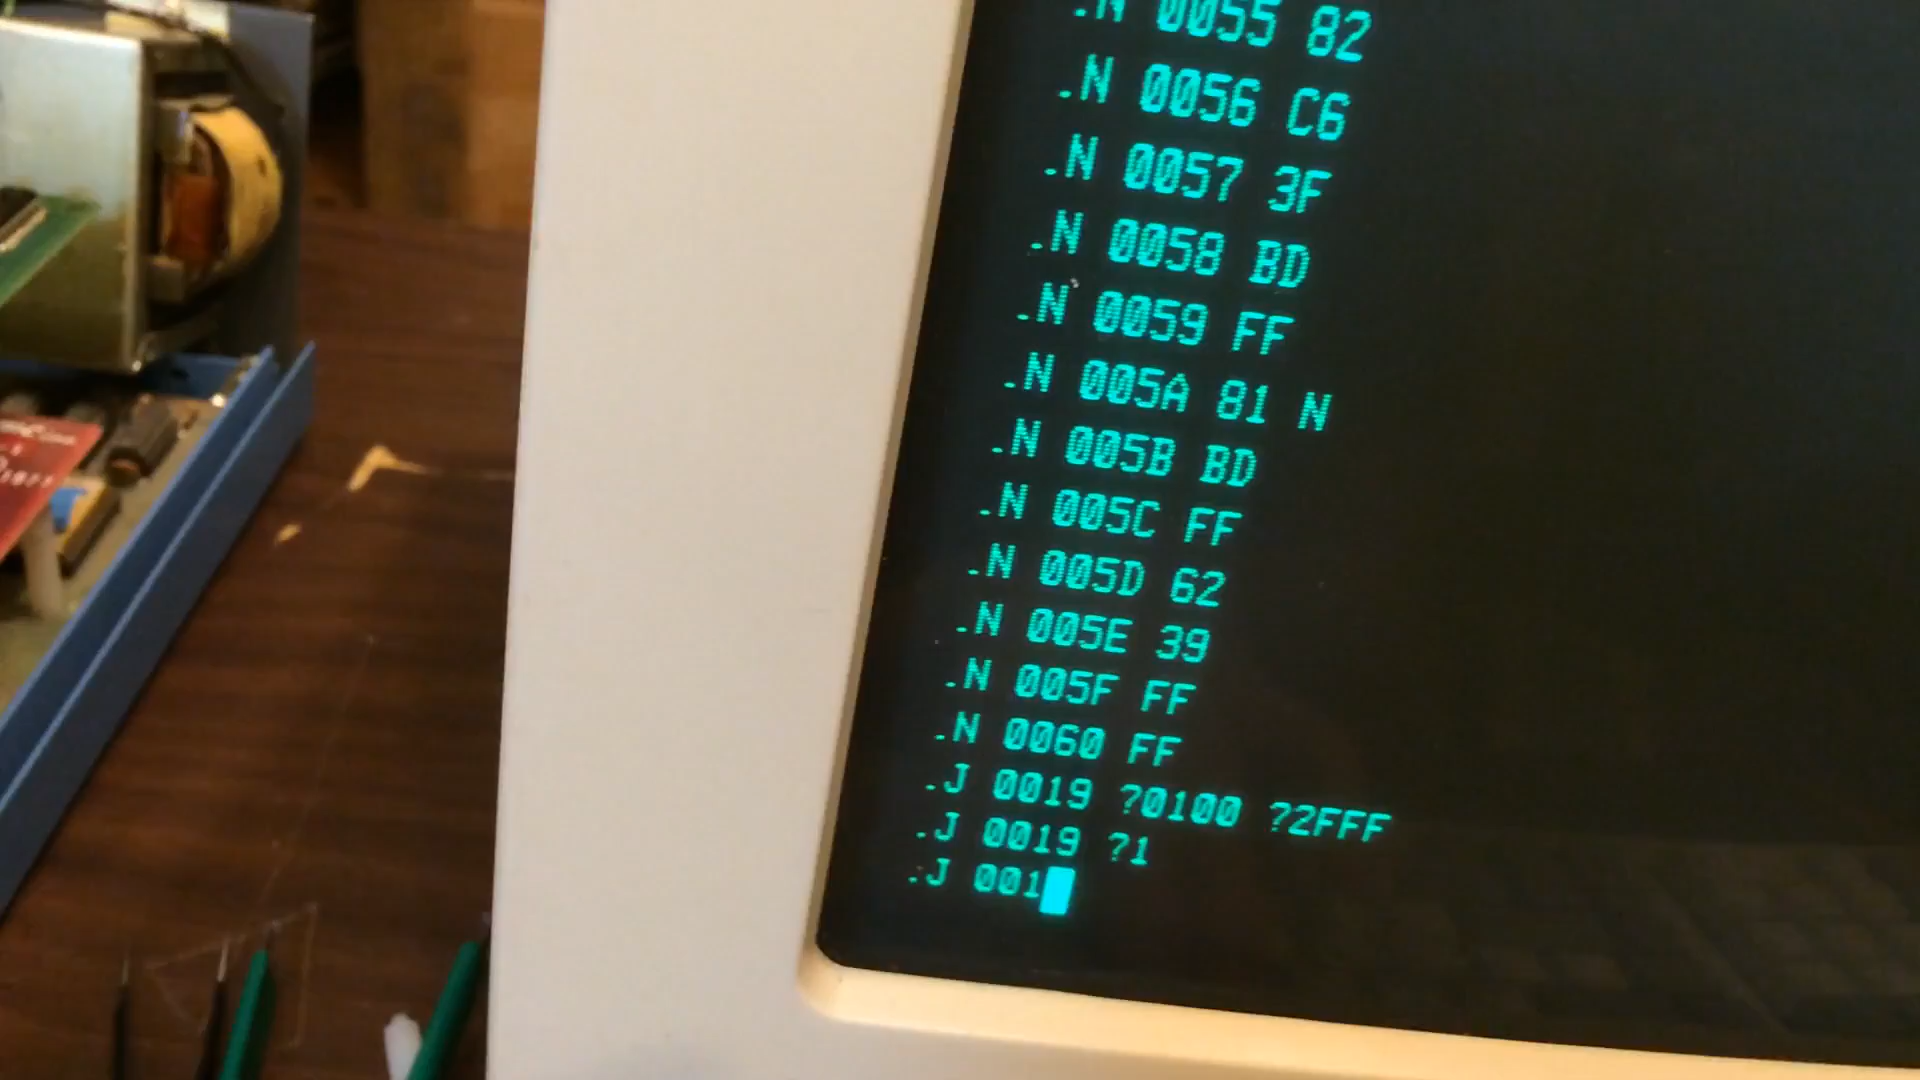 .N 0055 82
.N 0056 C6
.N 0057 3F
.N 0058 BD
.N 0059 FF
.N 005A 81 N
.N 005B BD
.N 005C FF
.N 005D 62
.N 005E 39
.N 005F FF
.N 0060 FF
.J 0019 ?0100 ?2FFF
.J 0019 ?1
.J 001